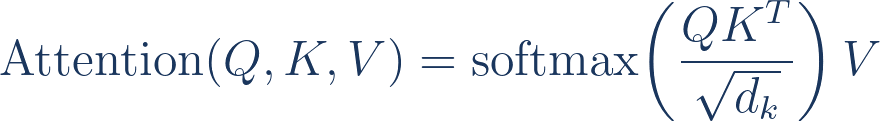 Attention(Q, K, V) = softmax(QK^T / √d_k) V